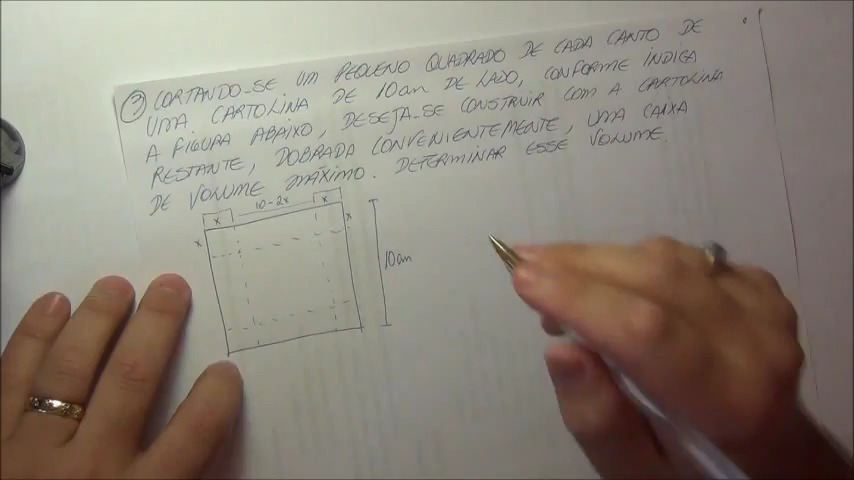 3 CORTANDO-SE UM PEQUENO QUADRADO DE CADA CANTO DE
UMA CARTOLINA DE 10cm DE LADO, CONFORME INDICA
A FIGURA ABAIXO, DESEJA-SE CONSTRUIR COM A CARTOLINA
RESTANTE, DOBRADA CONVENIENTEMENTE, UMA CAIXA
DE VOLUME MÁXIMO. DETERMINAR ESSE VOLUME.
x 10-2x x
x x
10cm